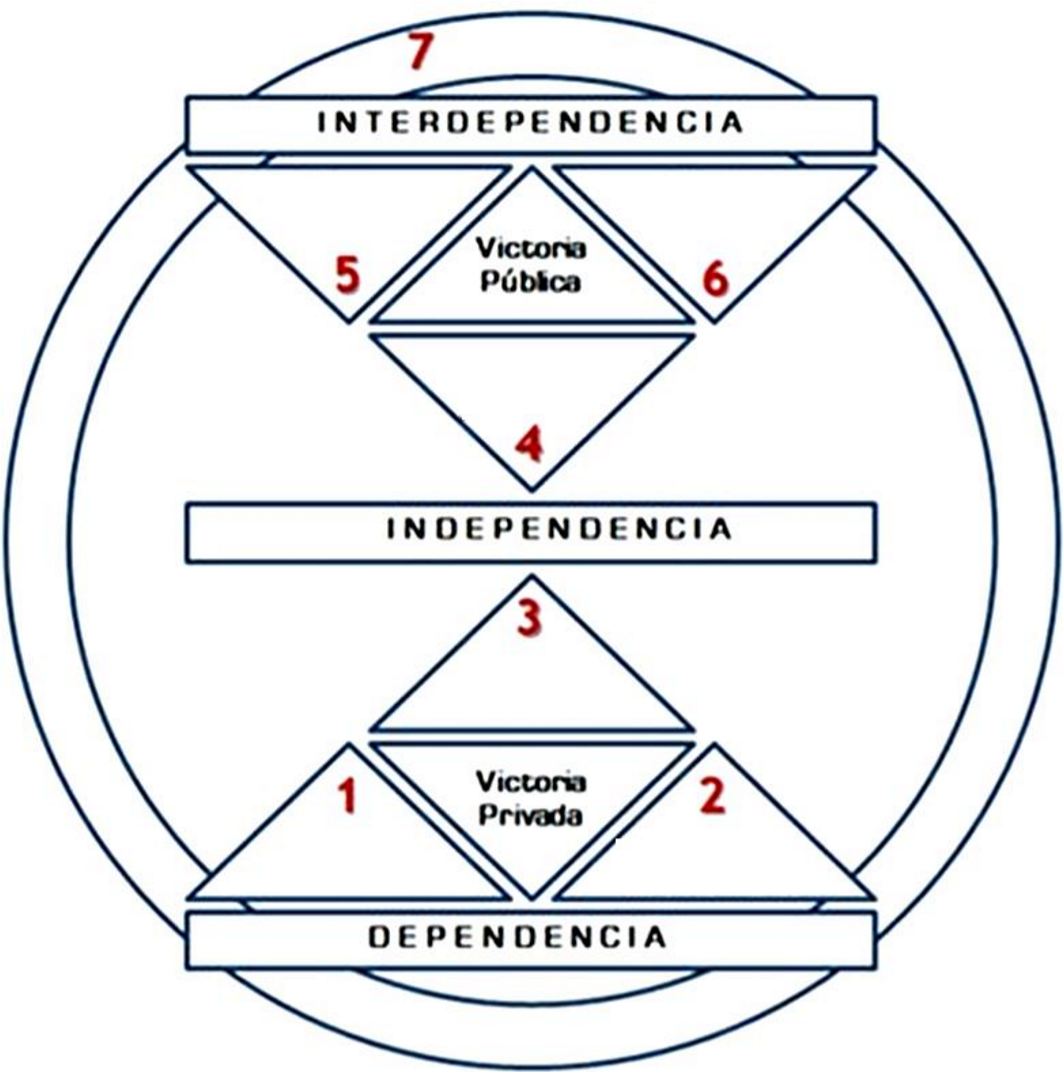 7
INTERDEPENDENCIA
Victoria
Pública
5
6
4
INDEPENDENCIA
3
Victoria
Privada
1
2
DEPENDENCIA